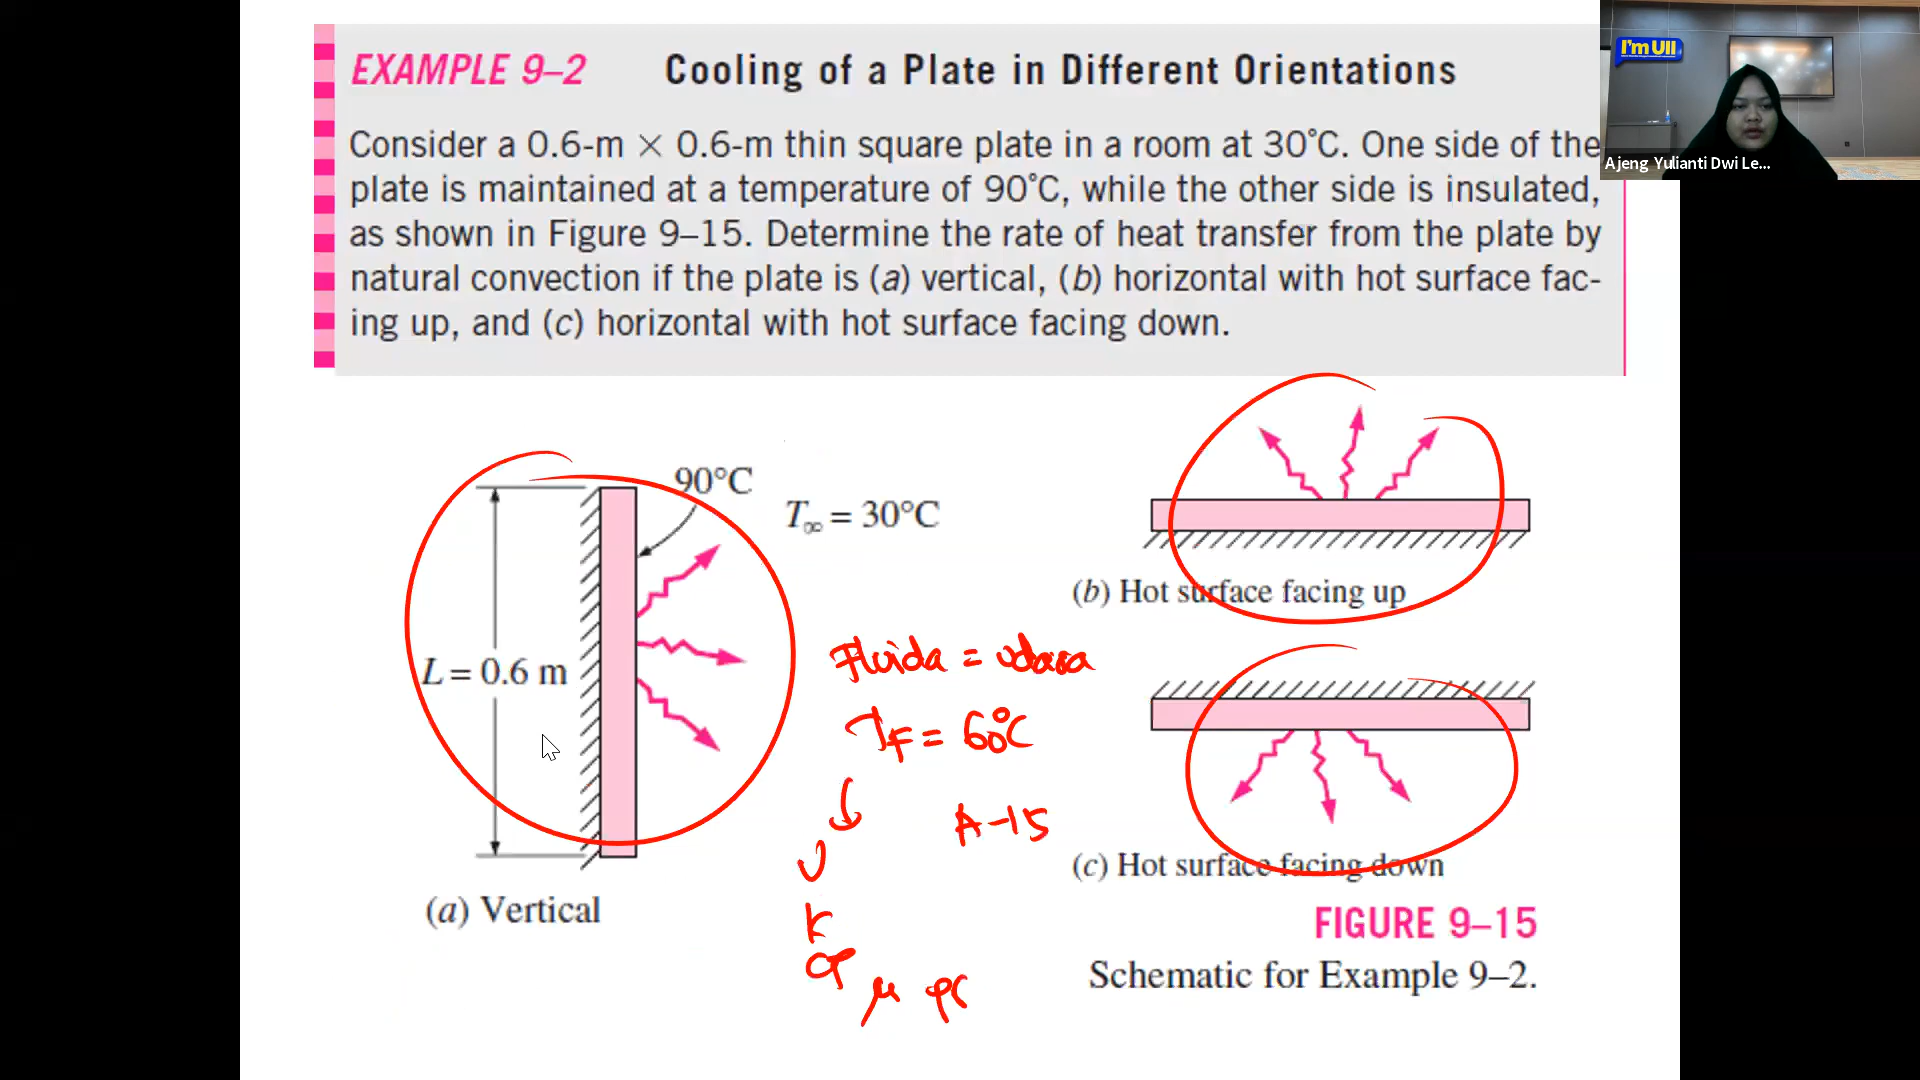 EXAMPLE 9–2 Cooling of a Plate in Different Orientations
Consider a 0.6-m × 0.6-m thin square plate in a room at 30°C. One side of the
plate is maintained at a temperature of 90°C, while the other side is insulated,
as shown in Figure 9–15. Determine the rate of heat transfer from the plate by
natural convection if the plate is (a) vertical, (b) horizontal with hot surface fac-
ing up, and (c) horizontal with hot surface facing down.
I'm UII
Ajeng Yulianti Dwi Le...
90°C
T∞ = 30°C
L = 0.6 m
(a) Vertical
(b) Hot surface facing up
Fluida = udara
TF = 60°C
↓
A-15
υ
k
cp
μ pr
(c) Hot surface facing down
FIGURE 9–15
Schematic for Example 9–2.